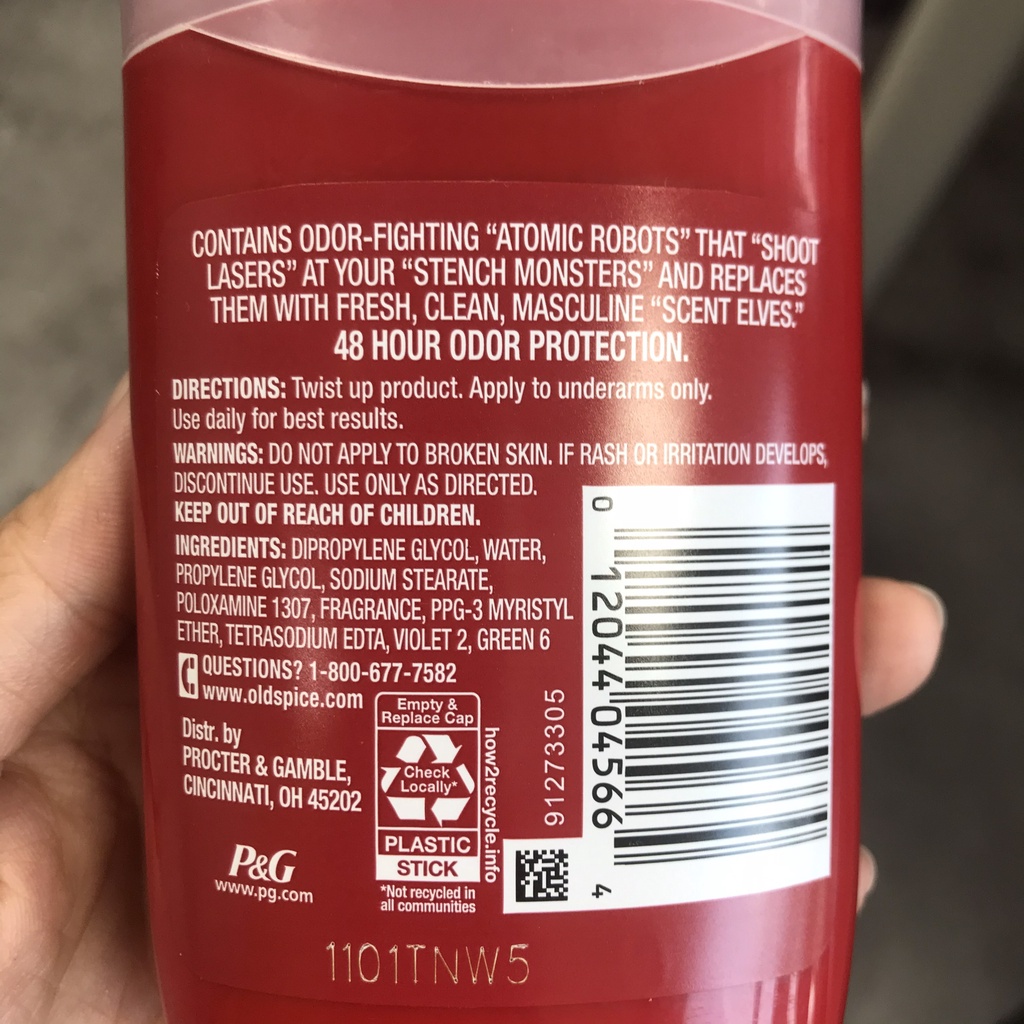 CONTAINS ODOR-FIGHTING “ATOMIC ROBOTS” THAT “SHOOT
LASERS” AT YOUR “STENCH MONSTERS” AND REPLACES
THEM WITH FRESH, CLEAN, MASCULINE “SCENT ELVES.”
48 HOUR ODOR PROTECTION.
DIRECTIONS: Twist up product. Apply to underarms only.
Use daily for best results.
WARNINGS: DO NOT APPLY TO BROKEN SKIN. IF RASH OR IRRITATION DEVELOPS,
DISCONTINUE USE. USE ONLY AS DIRECTED.
KEEP OUT OF REACH OF CHILDREN.
INGREDIENTS: DIPROPYLENE GLYCOL, WATER,
PROPYLENE GLYCOL, SODIUM STEARATE,
POLOXAMINE 1307, FRAGRANCE, PPG-3 MYRISTYL
ETHER, TETRASODIUM EDTA, VIOLET 2, GREEN 6
QUESTIONS? 1-800-677-7582
www.oldspice.com
Distr. by
PROCTER & GAMBLE,
CINCINNATI, OH 45202
P&G
www.pg.com
Empty &
Replace Cap
Check
Locally*
PLASTIC
STICK
*Not recycled in
all communities
how2recycle.info
91273305
0 12044 04566 4
1101TNW5